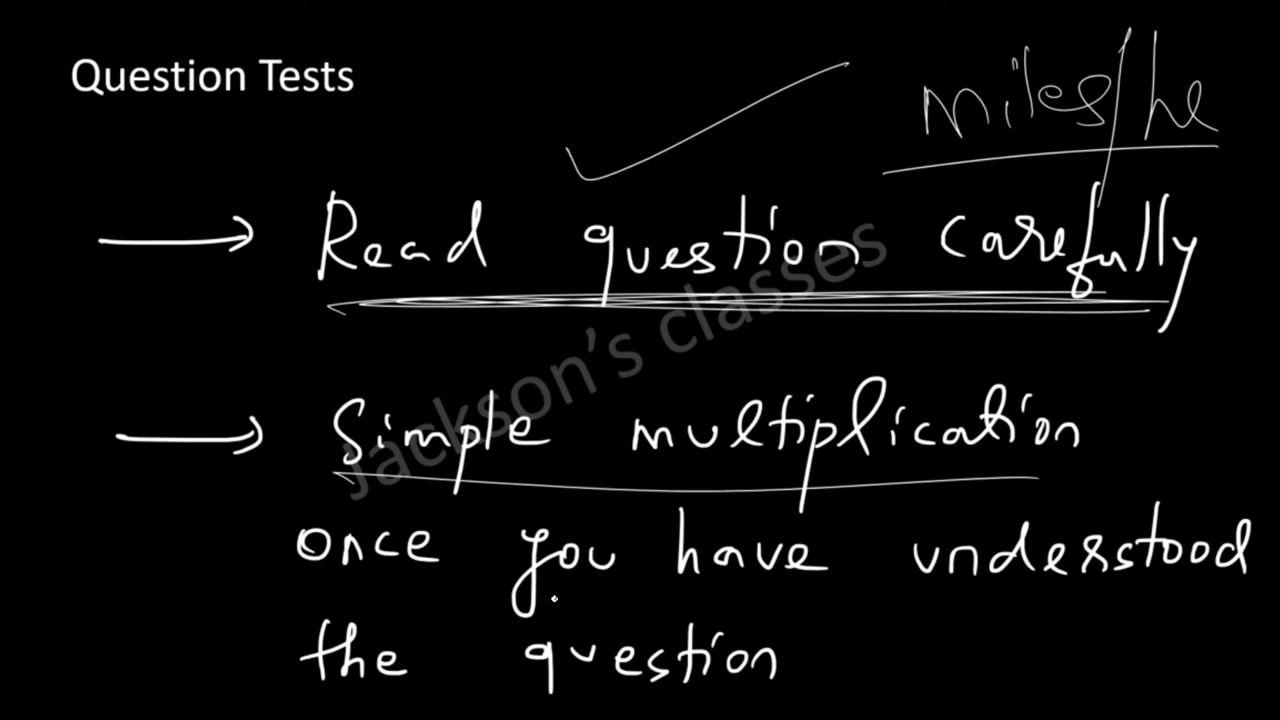 Question Tests
miles/hr
→ Read question carefully
→ Simple multiplication
once you have understood
the question
Jackson's classes